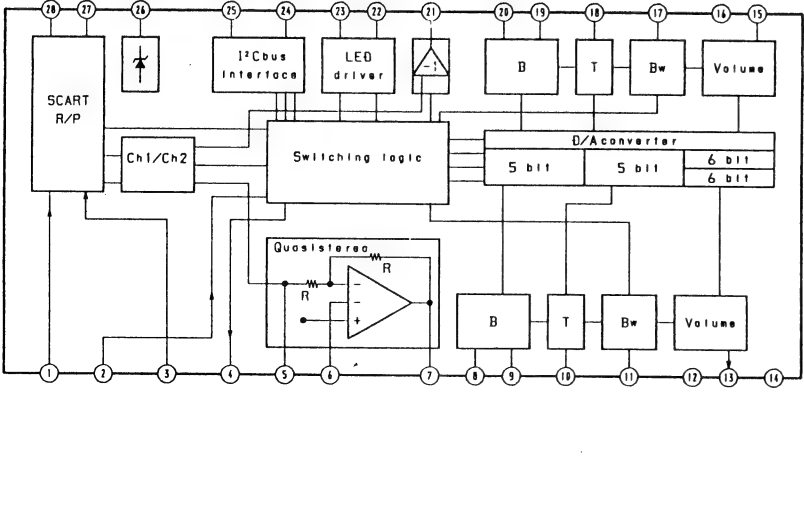 28 27 26 25 24 23 22 21 20 19 18 17 16 15
SCART
R/P
I²Cbus
Interface
LED
driver
-1
B
T
Bw
Volume
Ch1/Ch2
Switching logic
D/A converter
5 bit
5 bit
6 bit
6 bit
Quasistereo
R
R
-
-
+
B
T
Bw
Volume
1 2 3 4 5 6 7 8 9 10 11 12 13 14